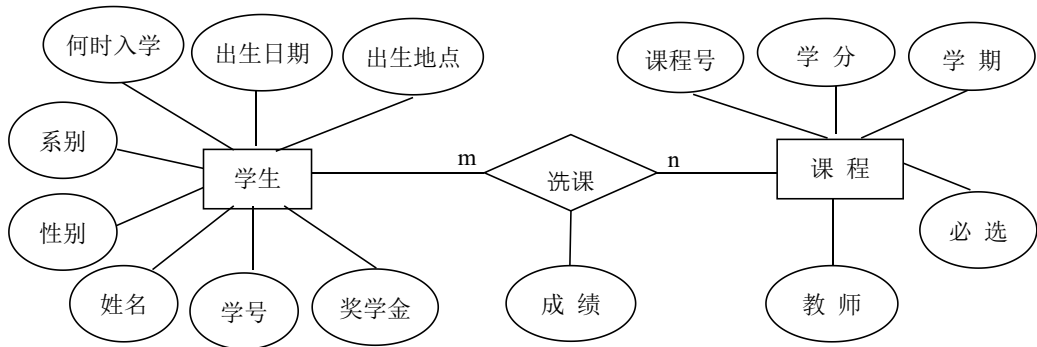 何时入学
出生日期
出生地点
课程号
学 分
学 期
系别
学生
m
选课
n
课 程
性别
必 选
姓名
学号
奖学金
成 绩
教 师